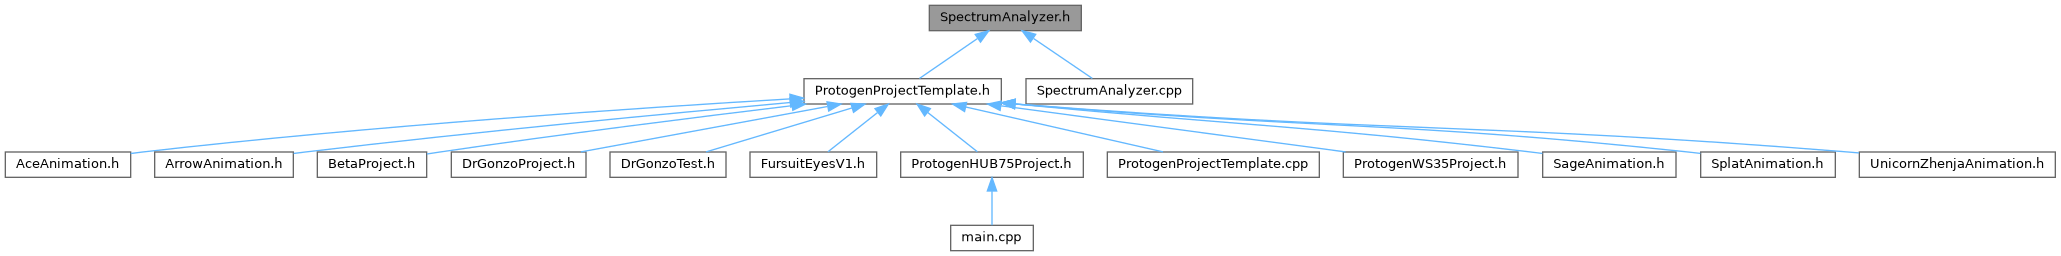 SpectrumAnalyzer.h
ProtogenProjectTemplate.h
SpectrumAnalyzer.cpp
AceAnimation.h
ArrowAnimation.h
BetaProject.h
DrGonzoProject.h
DrGonzoTest.h
FursuitEyesV1.h
ProtogenHUB75Project.h
ProtogenProjectTemplate.cpp
ProtogenWS35Project.h
SageAnimation.h
SplatAnimation.h
UnicornZhenjaAnimation.h
main.cpp